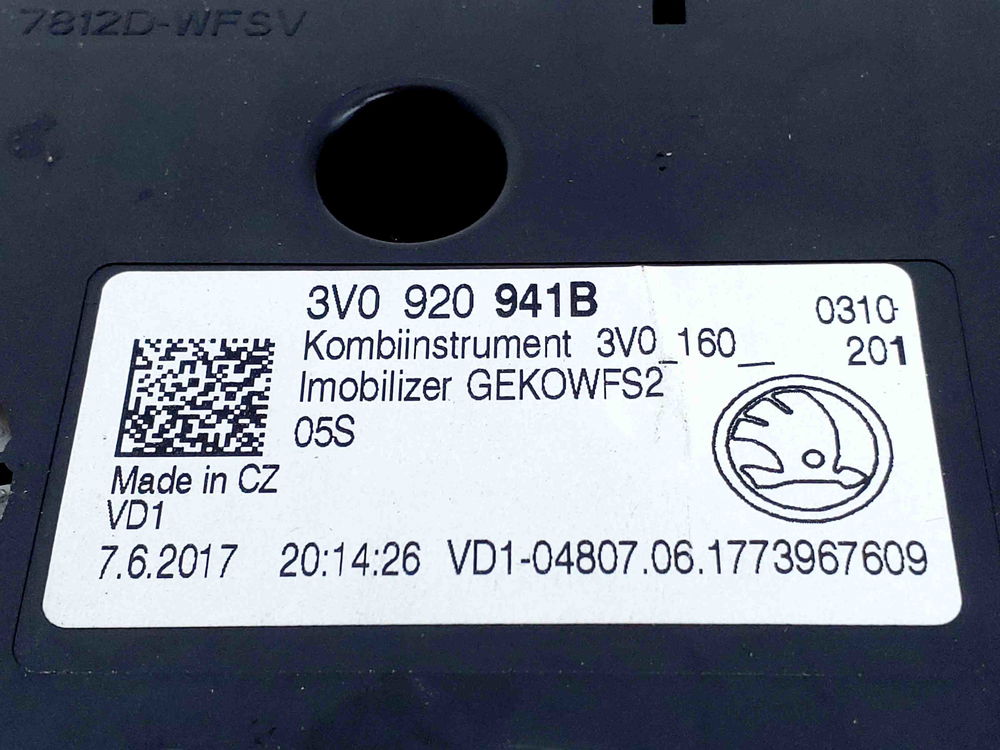 7812D-WFSV
3V0 920 941B
0310
Kombiinstrument 3V0_160__
201
Imobilizer GEKOWFS2
05S
Made in CZ
VD1
7.6.2017 20:14:26 VD1-04807.06.1773967609